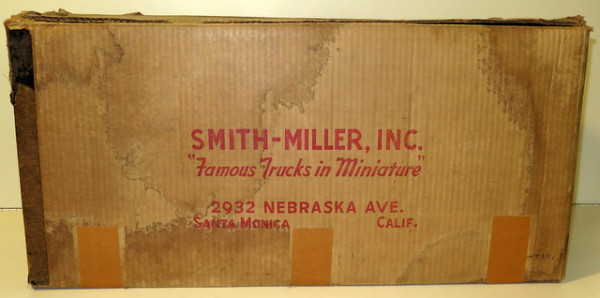 SMITH-MILLER, INC.
"Famous Trucks in Miniature"
2932 NEBRASKA AVE.
SANTA MONICA CALIF.